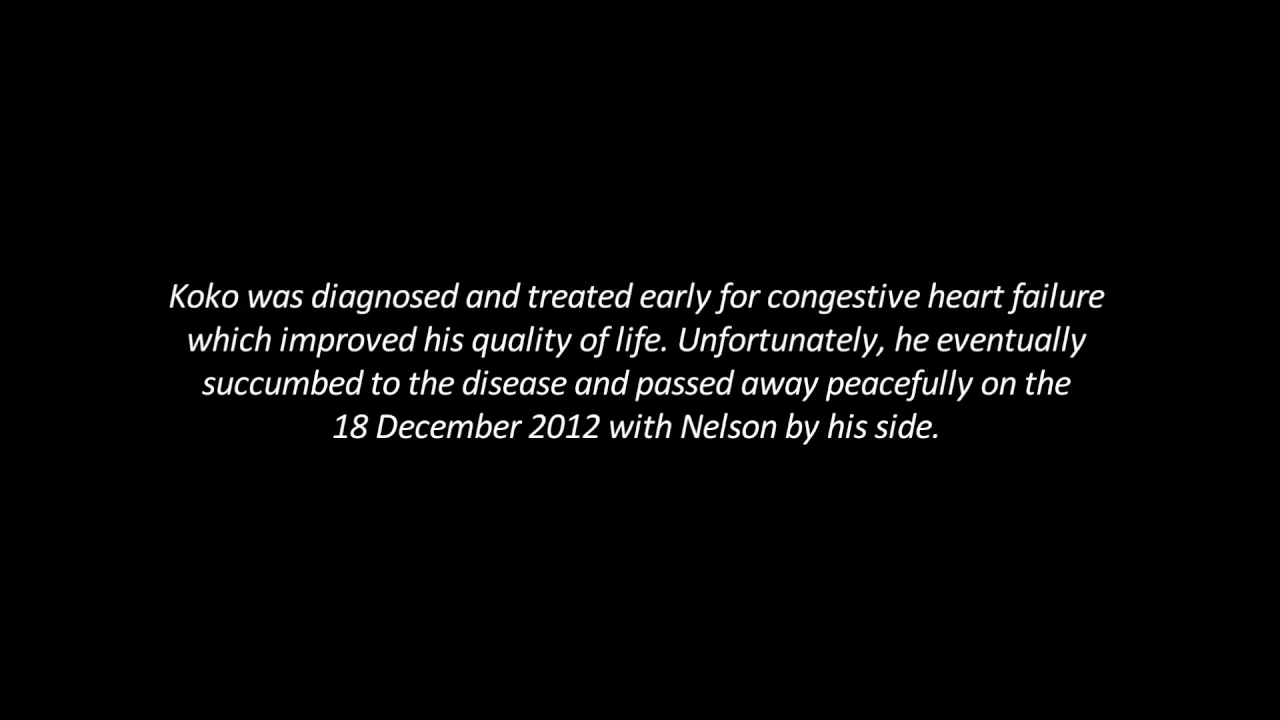 Koko was diagnosed and treated early for congestive heart failure
which improved his quality of life. Unfortunately, he eventually
succumbed to the disease and passed away peacefully on the
18 December 2012 with Nelson by his side.